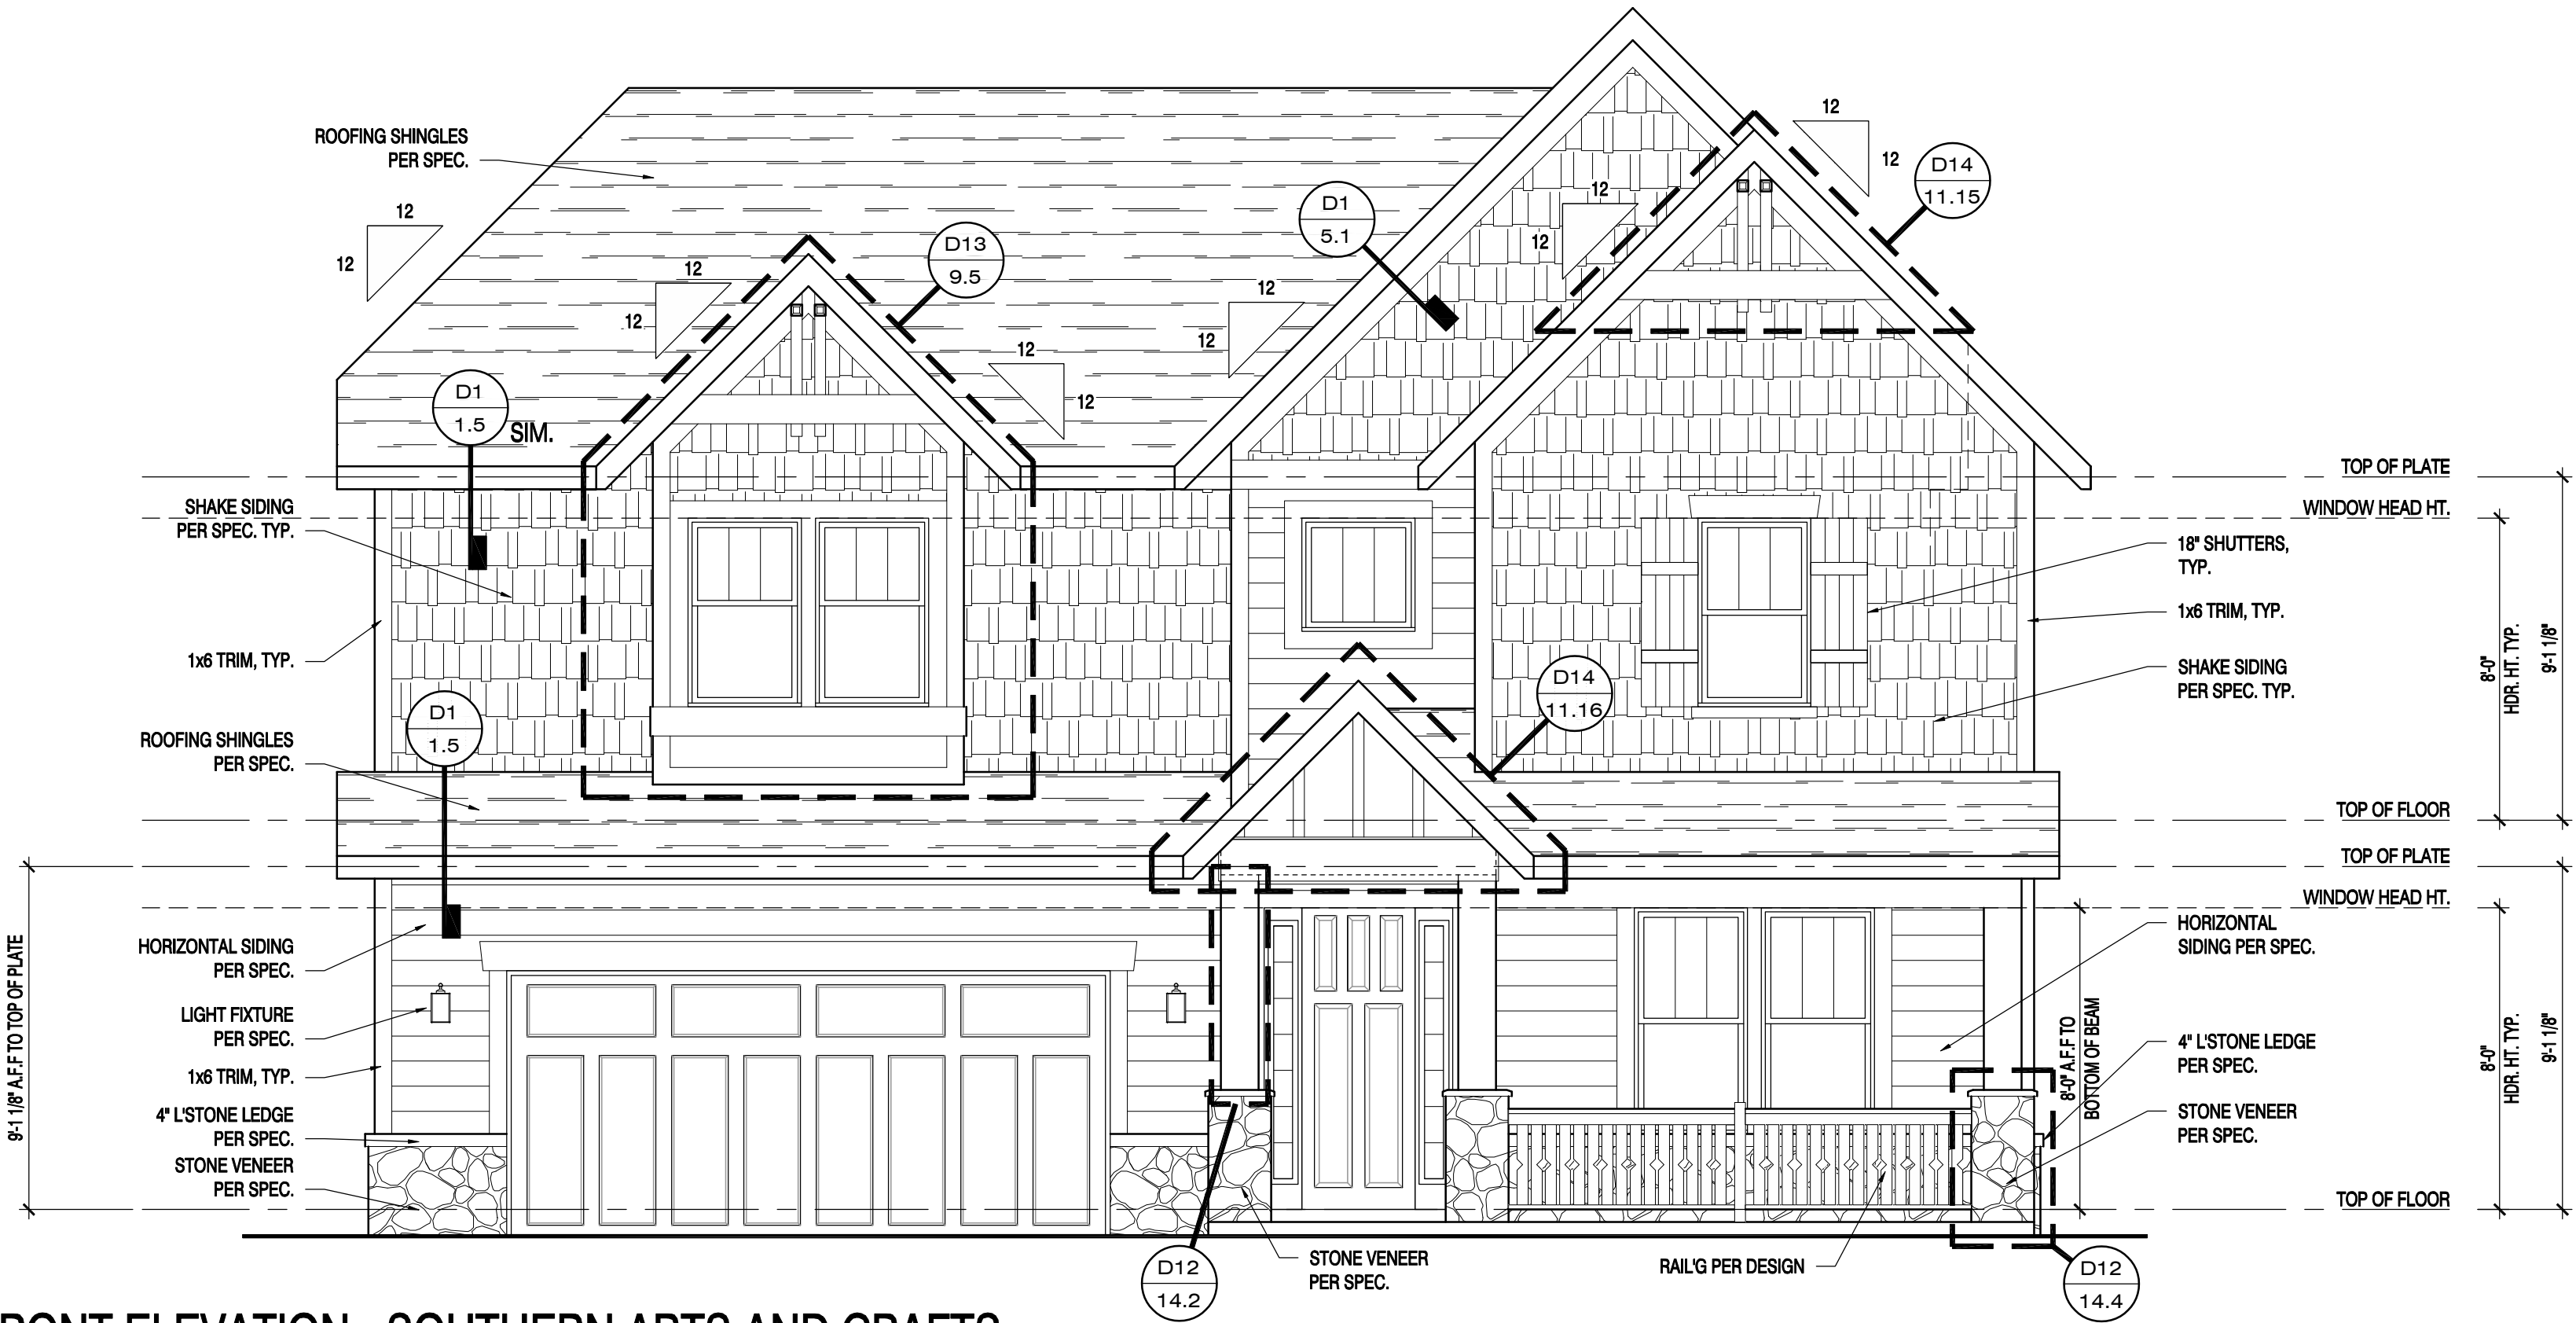 ROOFING SHINGLES
PER SPEC.
12
12
12
12
D13
9.5
12
12
12
12
D1
5.1
12
12
12
12
D14
11.15
D1
1.5
SIM.
SHAKE SIDING
PER SPEC. TYP.
1x6 TRIM, TYP.
D1
1.5
ROOFING SHINGLES
PER SPEC.
TOP OF PLATE
WINDOW HEAD HT.
18" SHUTTERS,
TYP.
1x6 TRIM, TYP.
SHAKE SIDING
PER SPEC. TYP.
8'-0"
HDR. HT. TYP.
9'-1 1/8"
D14
11.16
TOP OF FLOOR
TOP OF PLATE
WINDOW HEAD HT.
9'-1 1/8" A.F.F TO TOP OF PLATE
HORIZONTAL SIDING
PER SPEC.
LIGHT FIXTURE
PER SPEC.
1x6 TRIM, TYP.
4" L'STONE LEDGE
PER SPEC.
STONE VENEER
PER SPEC.
8'-0" A.F.F TO
BOTTOM OF BEAM
HORIZONTAL
SIDING PER SPEC.
4" L'STONE LEDGE
PER SPEC.
STONE VENEER
PER SPEC.
8'-0"
HDR. HT. TYP.
9'-1 1/8"
TOP OF FLOOR
D12
14.2
STONE VENEER
PER SPEC.
RAIL'G PER DESIGN
D12
14.4
RONT ELEVATION - SOUTHERN ARTS AND CRAFTS